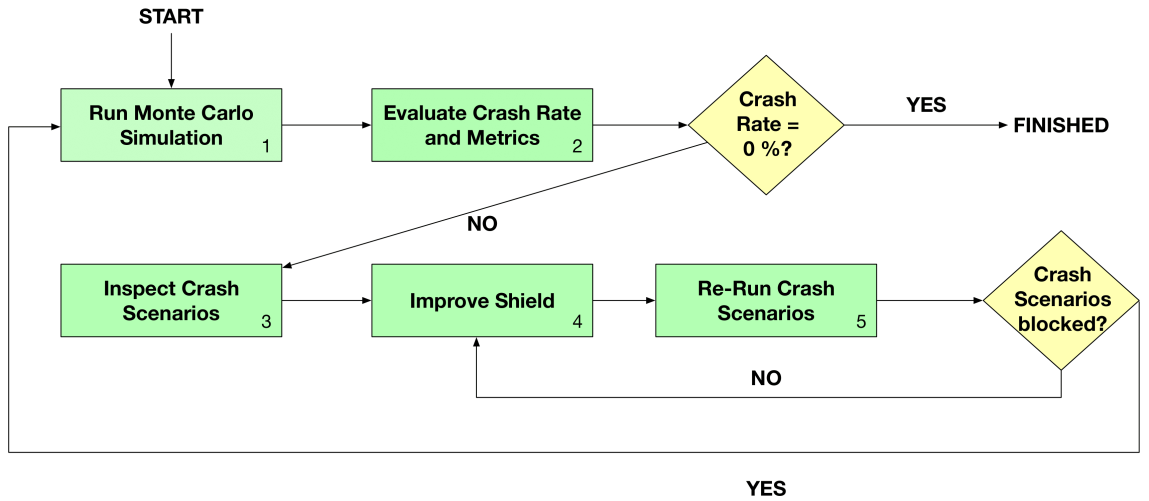 START
Run Monte Carlo
Simulation
1
Evaluate Crash Rate
and Metrics
2
Crash
Rate =
0 %?
YES
FINISHED
NO
Inspect Crash
Scenarios
3
Improve Shield
4
Re-Run Crash
Scenarios
5
Crash
Scenarios
blocked?
NO
YES